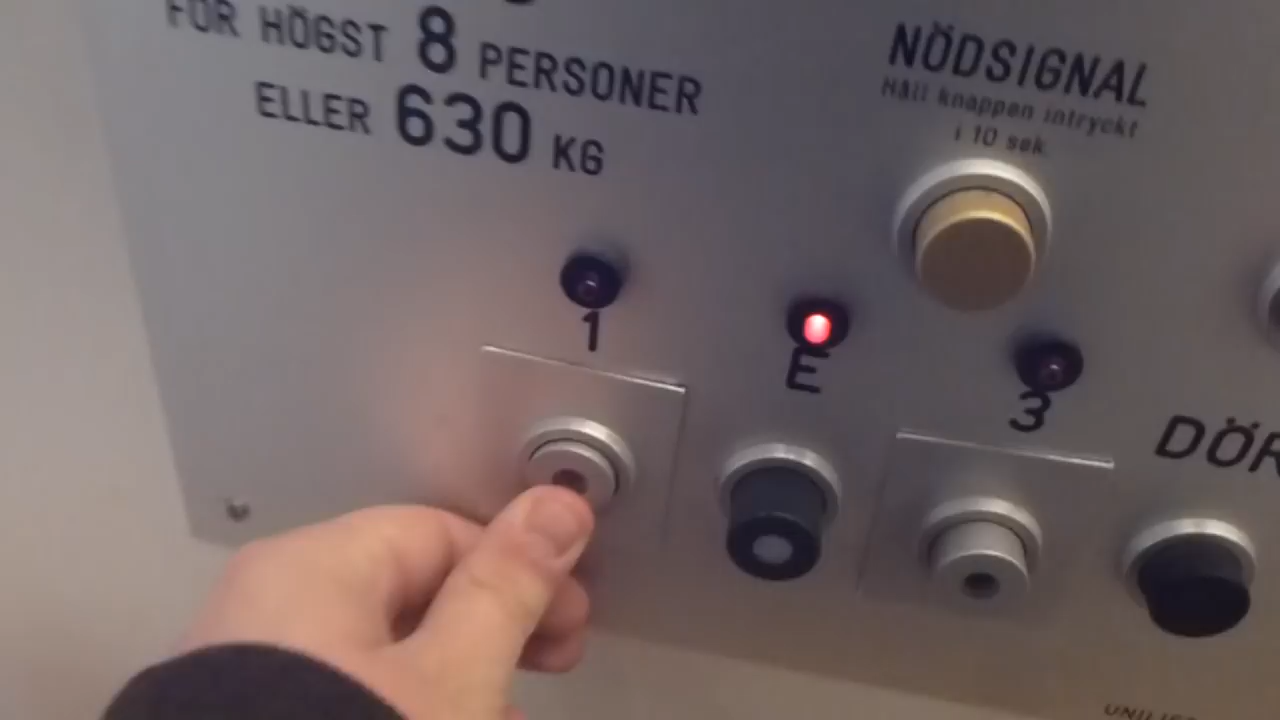 FÖR HÖGST 8 PERSONER
ELLER 630 KG
NÖDSIGNAL
Håll knappen intryckt
i 10 sek
1
E
3
DÖR